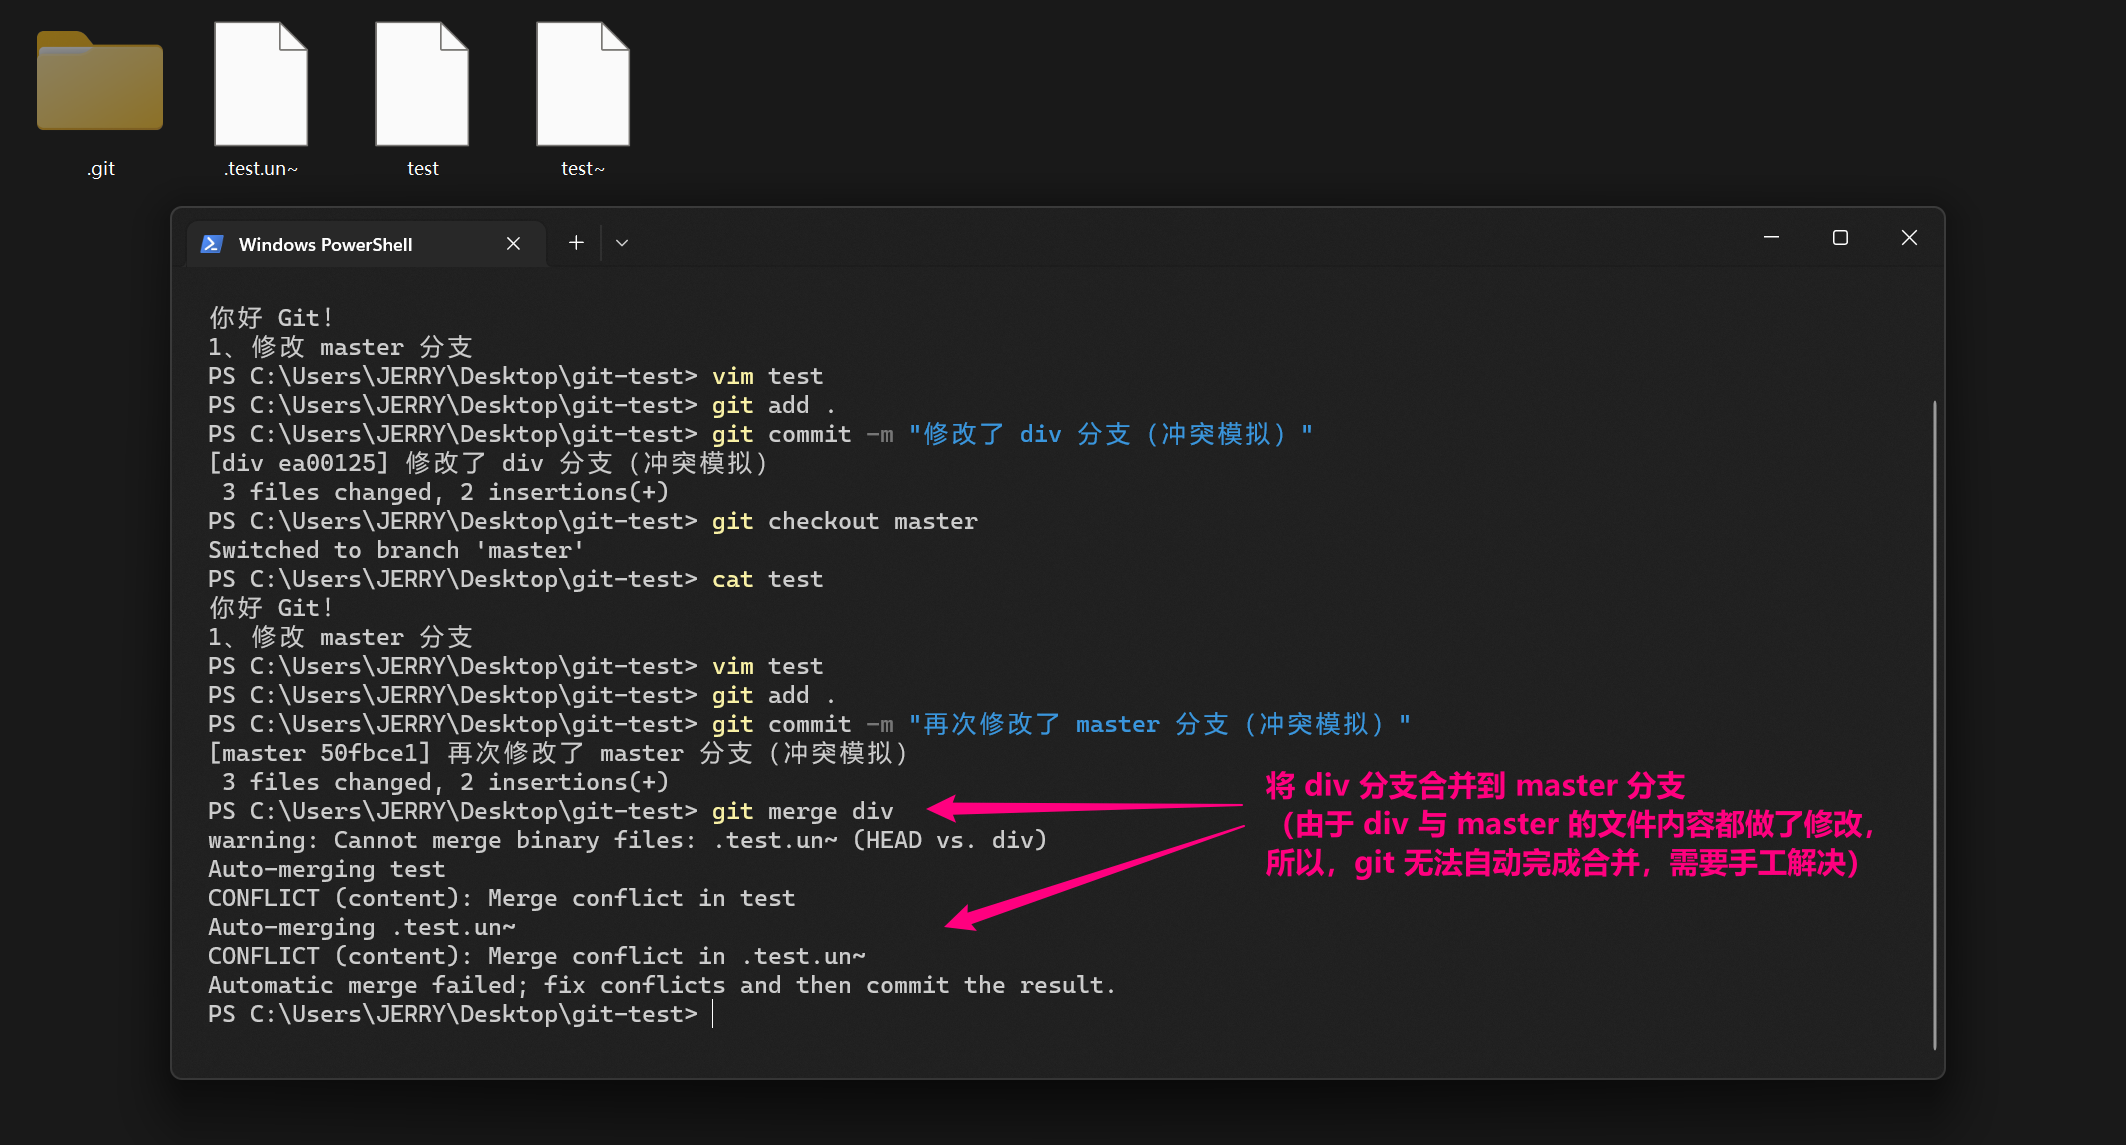 .git
.test.un~
test
test~
Windows PowerShell
你好 Git!
1、修改 master 分支
PS C:\Users\JERRY\Desktop\git-test> vim test
PS C:\Users\JERRY\Desktop\git-test> git add .
PS C:\Users\JERRY\Desktop\git-test> git commit -m "修改了 div 分支（冲突模拟）"
[div ea00125] 修改了 div 分支（冲突模拟）
 3 files changed, 2 insertions(+)
PS C:\Users\JERRY\Desktop\git-test> git checkout master
Switched to branch 'master'
PS C:\Users\JERRY\Desktop\git-test> cat test
你好 Git!
1、修改 master 分支
PS C:\Users\JERRY\Desktop\git-test> vim test
PS C:\Users\JERRY\Desktop\git-test> git add .
PS C:\Users\JERRY\Desktop\git-test> git commit -m "再次修改了 master 分支（冲突模拟）"
[master 50fbce1] 再次修改了 master 分支（冲突模拟）
 3 files changed, 2 insertions(+)
PS C:\Users\JERRY\Desktop\git-test> git merge div
warning: Cannot merge binary files: .test.un~ (HEAD vs. div)
Auto-merging test
CONFLICT (content): Merge conflict in test
Auto-merging .test.un~
CONFLICT (content): Merge conflict in .test.un~
Automatic merge failed; fix conflicts and then commit the result.
PS C:\Users\JERRY\Desktop\git-test>
将 div 分支合并到 master 分支
（由于 div 与 master 的文件内容都做了修改，
所以，git 无法自动完成合并，需要手工解决）